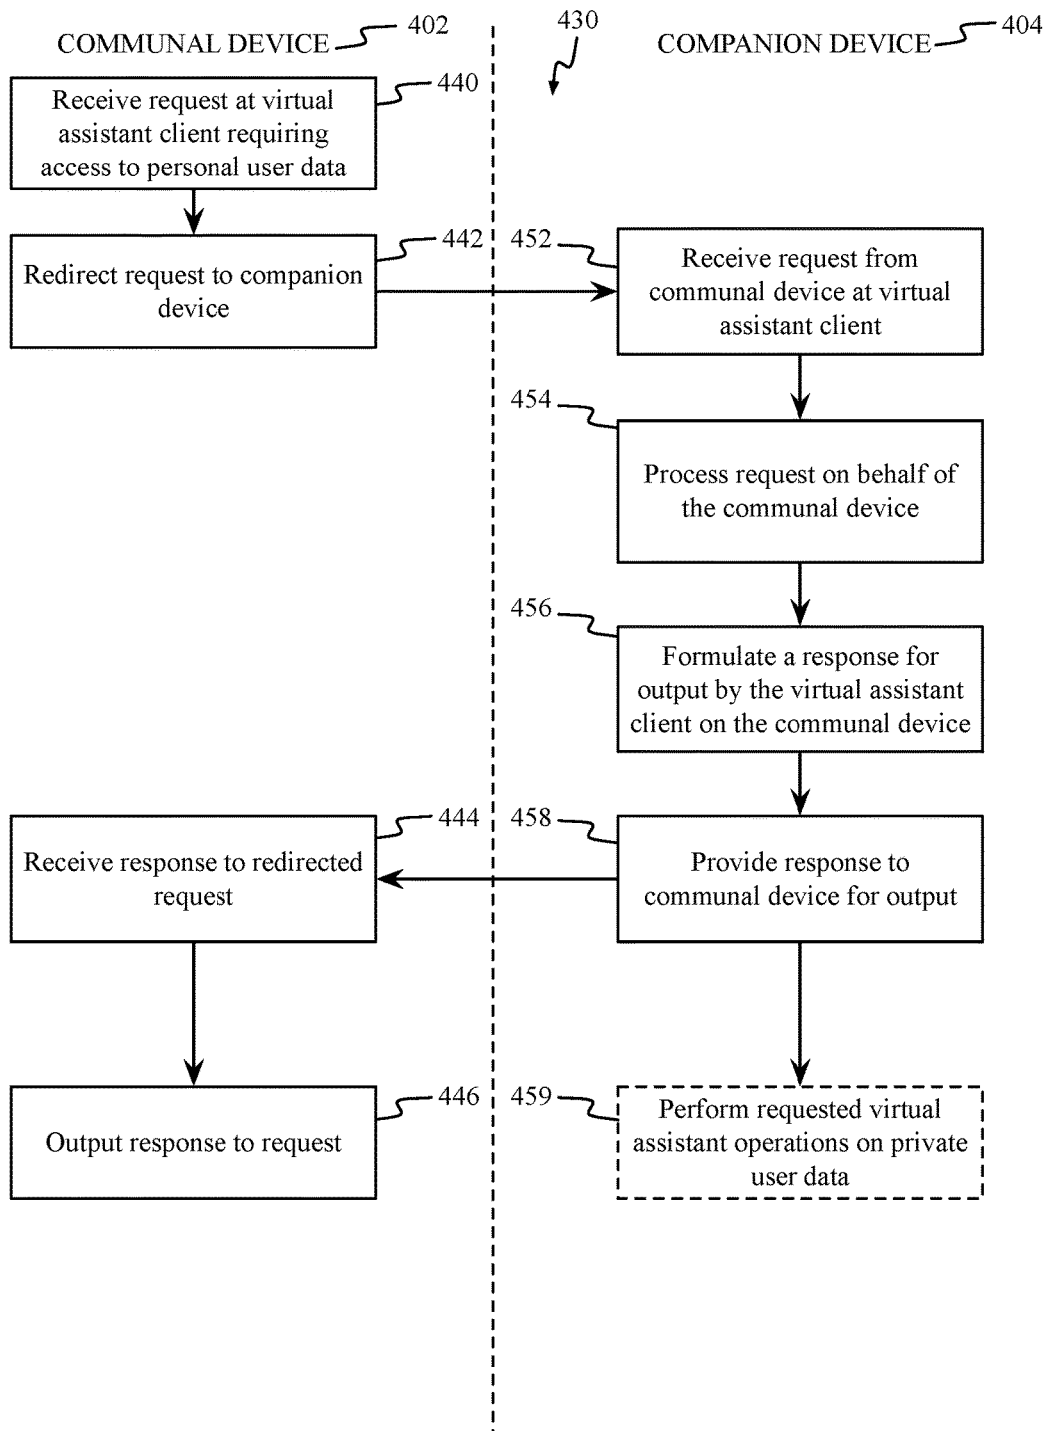 COMMUNAL DEVICE
402
430
COMPANION DEVICE
404
440
Receive request at virtual
assistant client requiring
access to personal user data
442
Redirect request to companion
device
452
Receive request from
communal device at virtual
assistant client
454
Process request on behalf of
the communal device
456
Formulate a response for
output by the virtual assistant
client on the communal device
444
Receive response to redirected
request
458
Provide response to
communal device for output
446
Output response to request
459
Perform requested virtual
assistant operations on private
user data